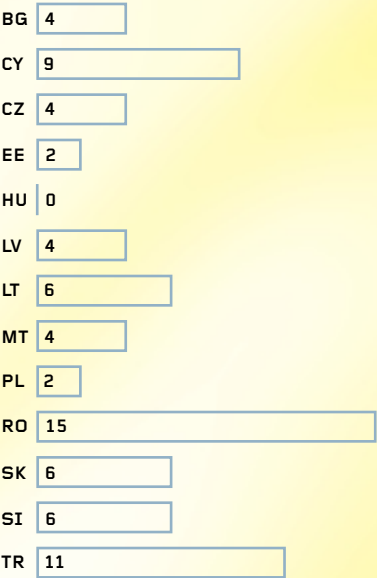 BG 4
CY 9
CZ 4
EE 2
HU 0
LV 4
LT 6
MT 4
PL 2
RO 15
SK 6
SI 6
TR 11